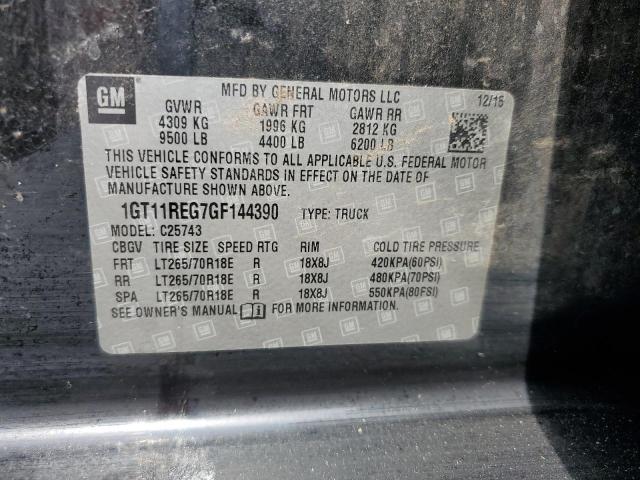 GM
MFD BY GENERAL MOTORS LLC
12/15
GVWR GAWR FRT GAWR RR
4309 KG 1996 KG 2812 KG
9500 LB 4400 LB 6200 LB
THIS VEHICLE CONFORMS TO ALL APPLICABLE U.S. FEDERAL MOTOR
VEHICLE SAFETY STANDARDS IN EFFECT ON THE DATE OF
MANUFACTURE SHOWN ABOVE.
1GT11REG7GF144390 TYPE: TRUCK
MODEL: C25743
CBGV TIRE SIZE SPEED RTG RIM COLD TIRE PRESSURE
FRT LT265/70R18E R 18X8J 420KPA(60PSI)
RR LT265/70R18E R 18X8J 480KPA(70PSI)
SPA LT265/70R18E R 18X8J 550KPA(80PSI)
SEE OWNER'S MANUAL FOR MORE INFORMATION.